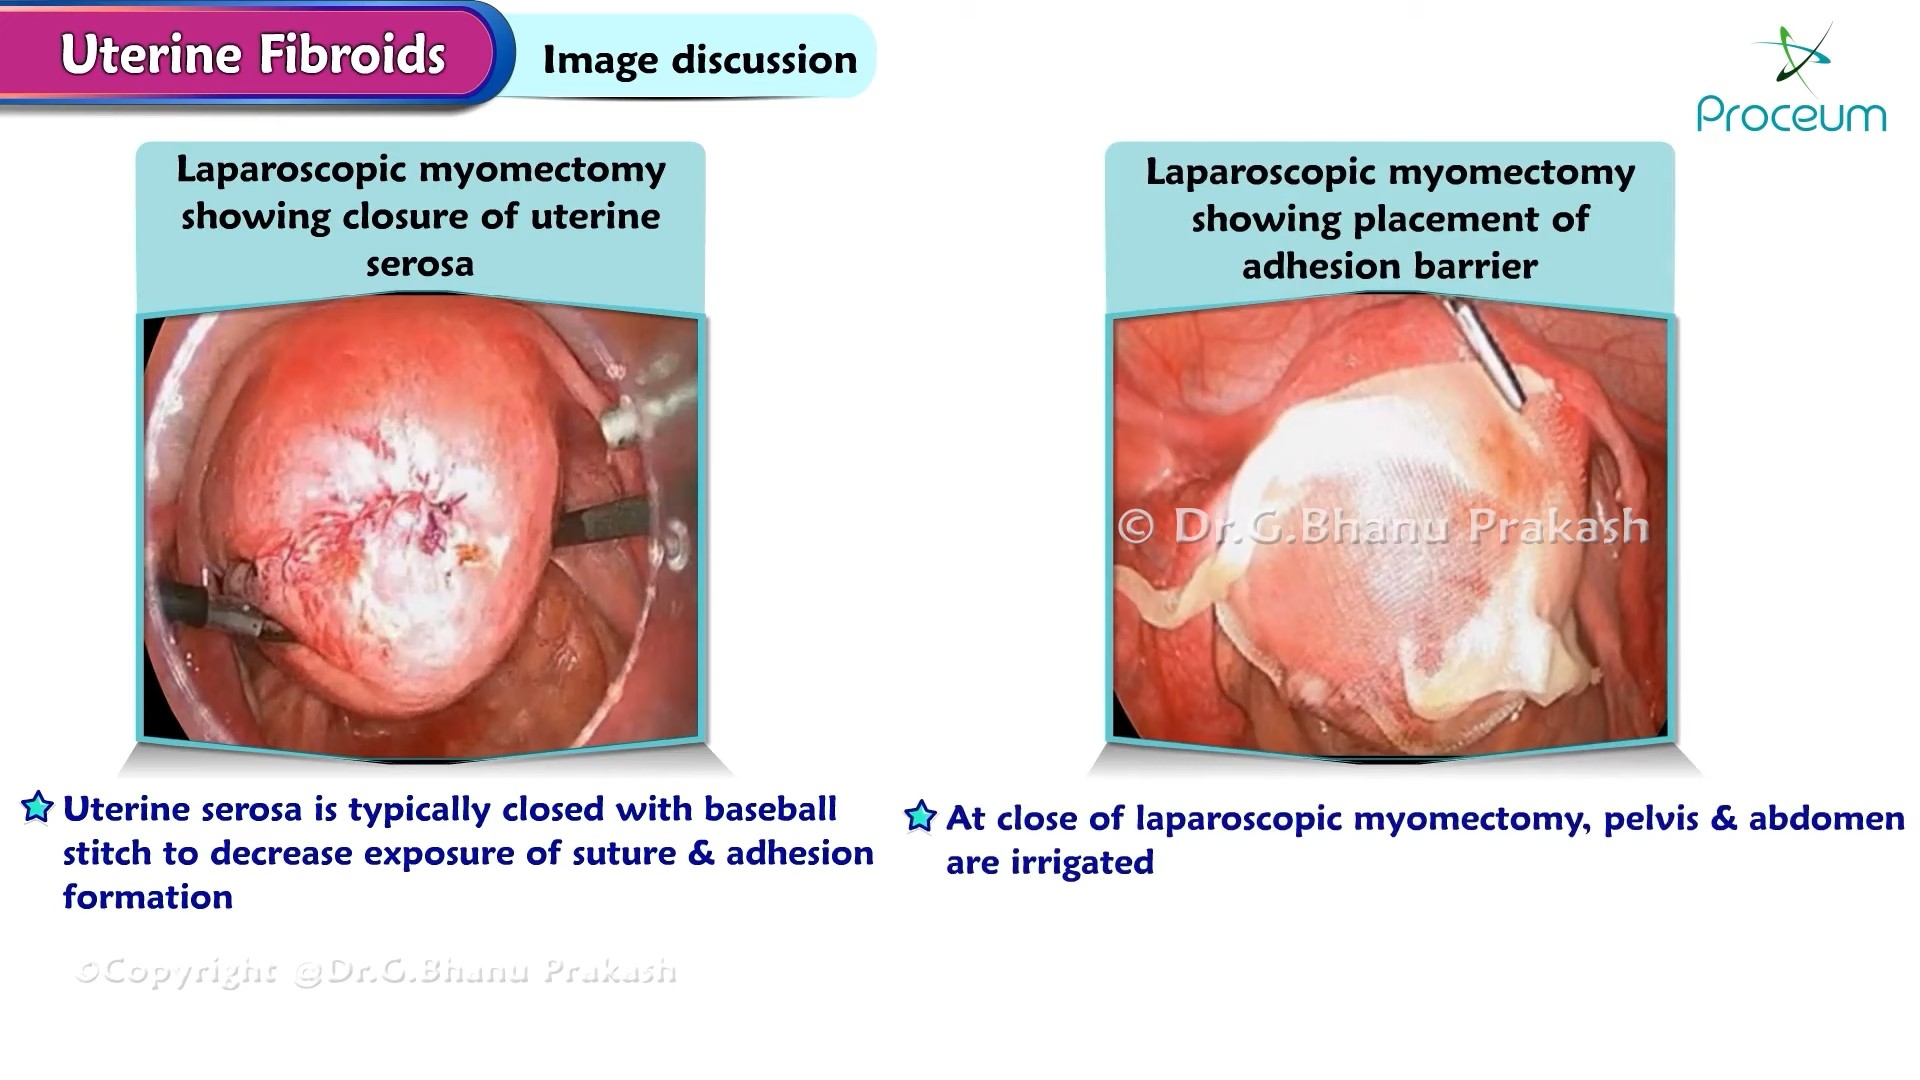 Uterine Fibroids
Image discussion
Proceum
Laparoscopic myomectomy
showing closure of uterine
serosa
Laparoscopic myomectomy
showing placement of
adhesion barrier
© Dr.G.Bhanu Prakash
Uterine serosa is typically closed with baseball
stitch to decrease exposure of suture & adhesion
formation
At close of laparoscopic myomectomy, pelvis & abdomen
are irrigated
©Copyright @Dr.G.Bhanu Prakash